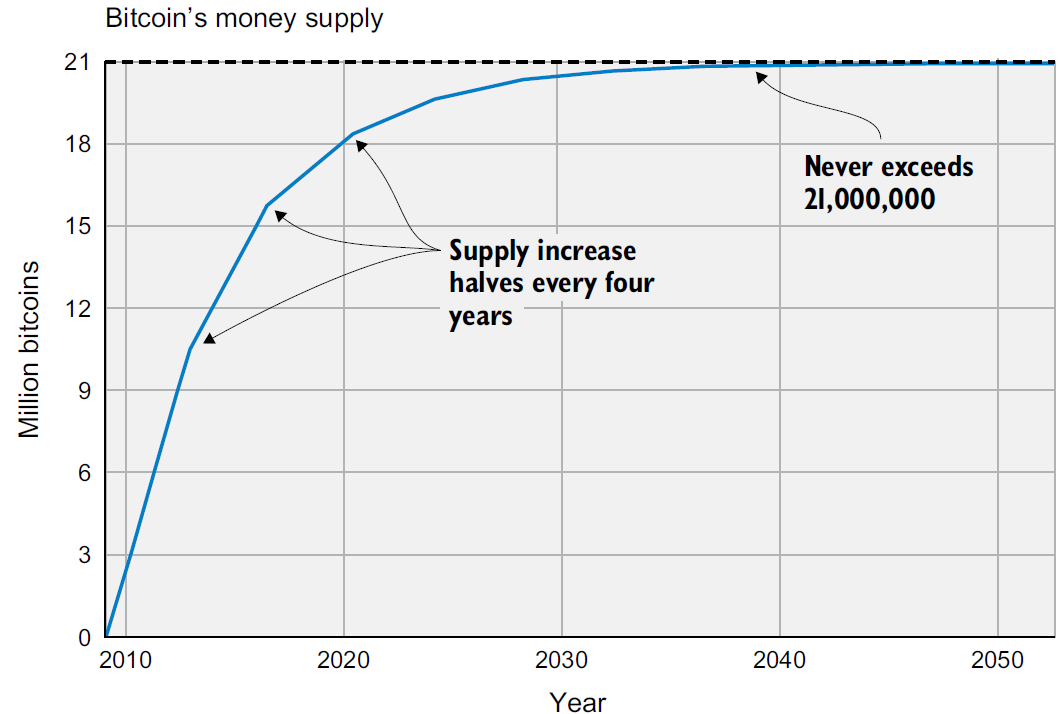 Bitcoin’s money supply
21
18
15
12
9
6
3
0
Million bitcoins
Never exceeds
21,000,000
Supply increase
halves every four
years
2010 2020 2030 2040 2050
Year